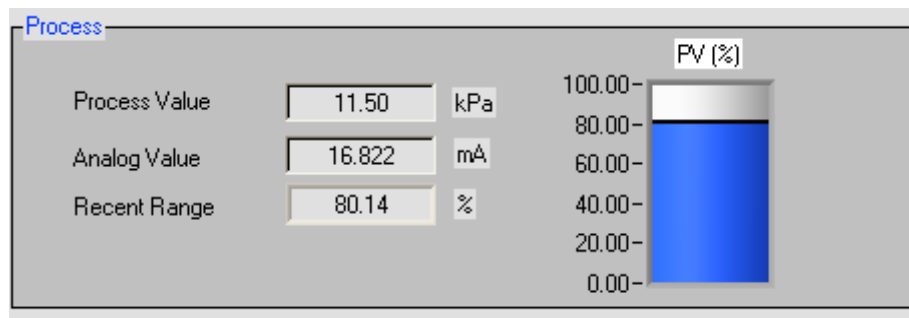 Process
Process Value 11.50 kPa
Analog Value 16.822 mA
Recent Range 80.14 %
PV (%)
100.00
80.00
60.00
40.00
20.00
0.00